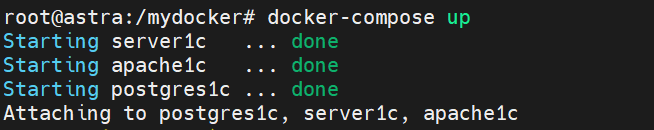 root@astra:/mydocker# docker-compose up
Starting server1c ... done
Starting apache1c ... done
Starting postgres1c ... done
Attaching to postgres1c, server1c, apache1c